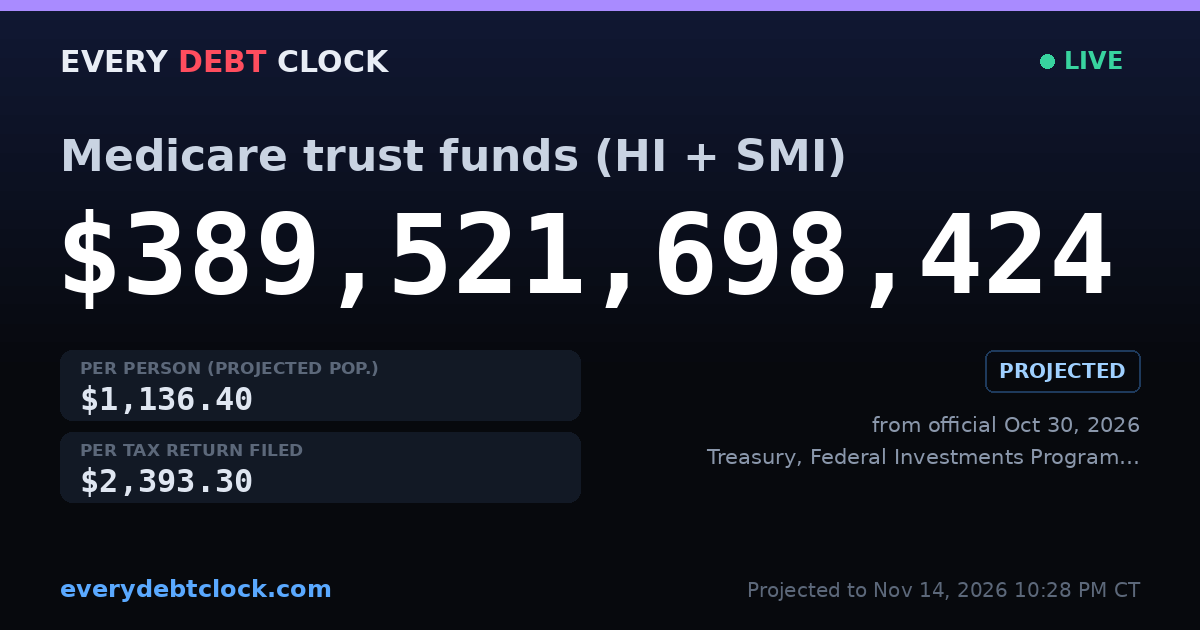 EVERY DEBT CLOCK
LIVE
Medicare trust funds (HI + SMI)
$389,521,698,424
PER PERSON (PROJECTED POP.)
$1,136.40
PER TAX RETURN FILED
$2,393.30
PROJECTED
from official Oct 30, 2026
Treasury, Federal Investments Program…
everydebtclock.com
Projected to Nov 14, 2026 10:28 PM CT